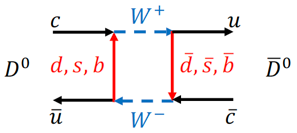 c W⁺ u
D⁰ d, s, b d̄, s̄, b̄ D̄⁰
ū W⁻ c̄